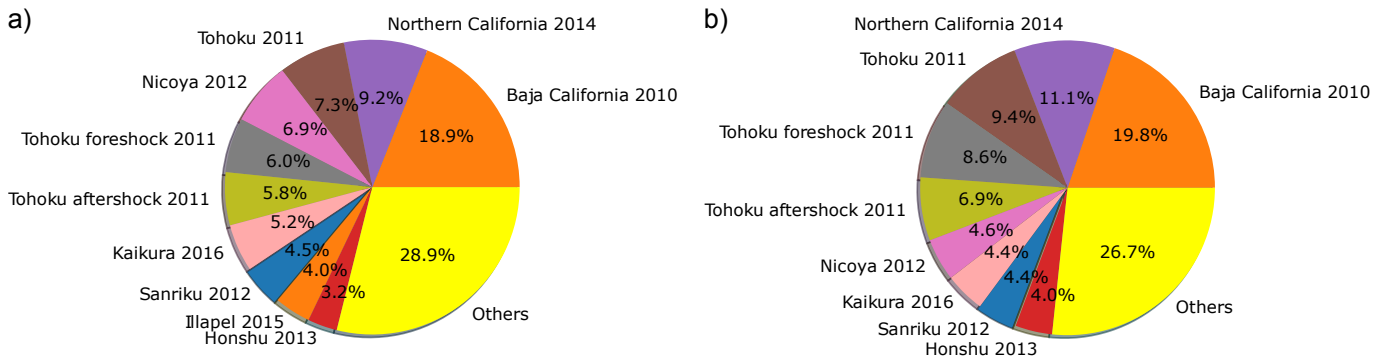 a)
Northern California 2014
Tohoku 2011
Nicoya 2012
Baja California 2010
7.3%
9.2%
18.9%
6.9%
Tohoku foreshock 2011
6.0%
Tohoku aftershock 2011
5.8%
5.2%
Kaikura 2016
4.5%
4.0%
3.2%
28.9%
Sanriku 2012
Illapel 2015
Honshu 2013
Others
b)
Northern California 2014
Tohoku 2011
Baja California 2010
11.1%
9.4%
19.8%
Tohoku foreshock 2011
8.6%
Tohoku aftershock 2011
6.9%
4.6%
4.4%
4.4%
4.0%
26.7%
Nicoya 2012
Kaikura 2016
Sanriku 2012
Honshu 2013
Others